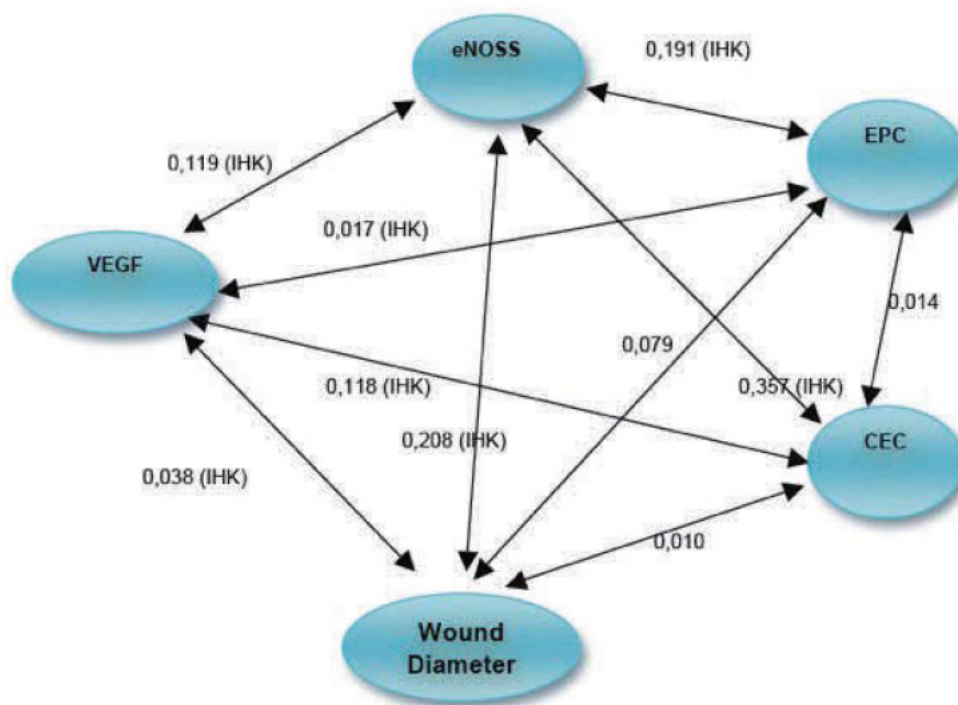 eNOSS
0,191 (IHK)
EPC
0,119 (IHK)
0,017 (IHK)
VEGF
0,014
0,079
0,118 (IHK)
0,357 (IHK)
0,208 (IHK)
CEC
0,038 (IHK)
0,010
Wound
Diameter